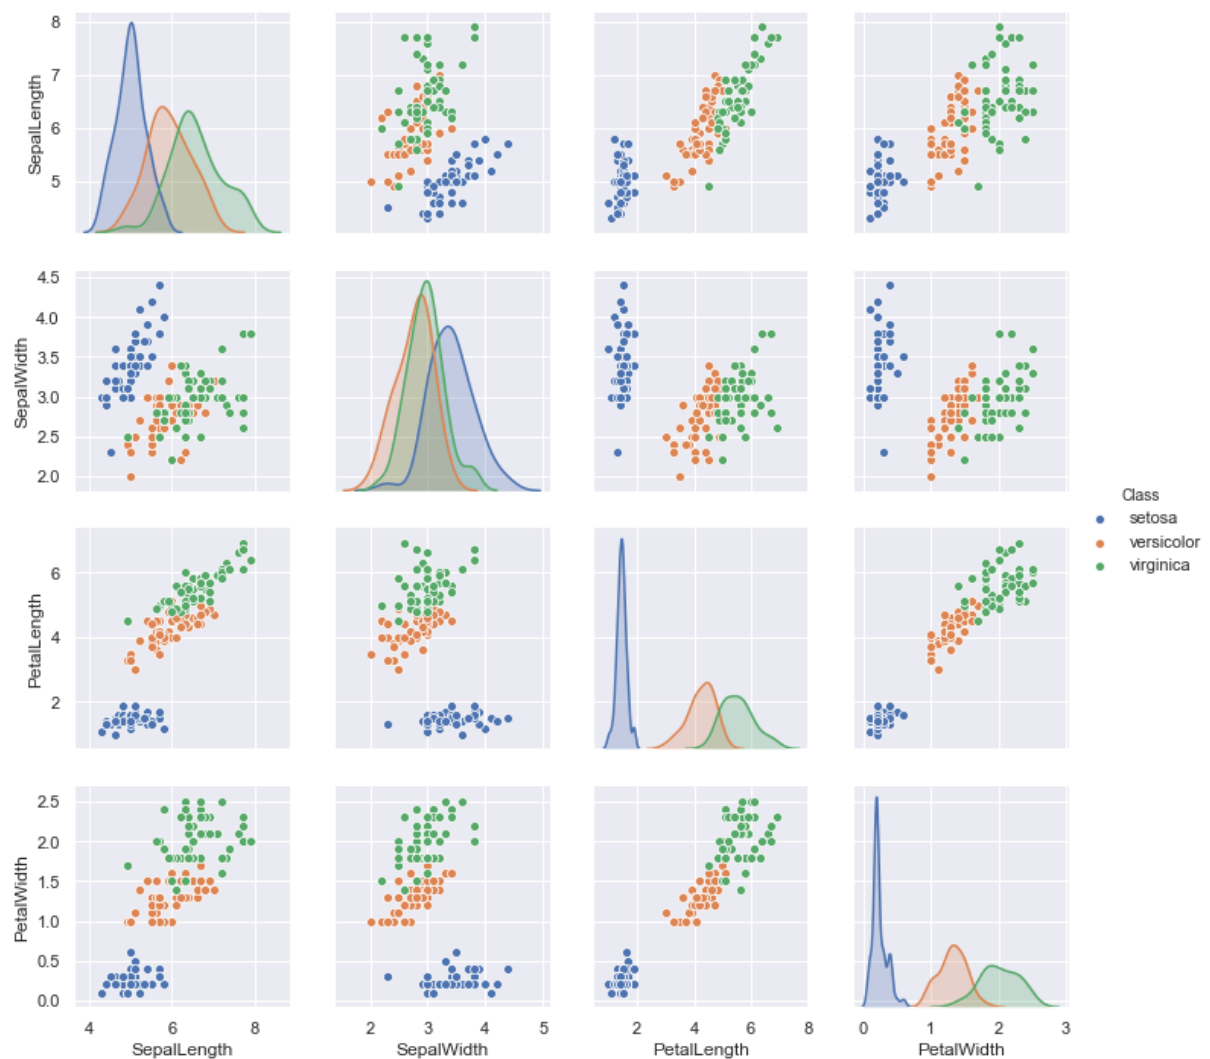 8
7
6
5
SepalLength
4.5
4.0
3.5
3.0
2.5
2.0
SepalWidth
Class
setosa
versicolor
virginica
6
4
2
PetalLength
2.5
2.0
1.5
1.0
0.5
0.0
PetalWidth
4 6 8
SepalLength
2 3 4 5
SepalWidth
2 4 6 8
PetalLength
0 1 2 3
PetalWidth